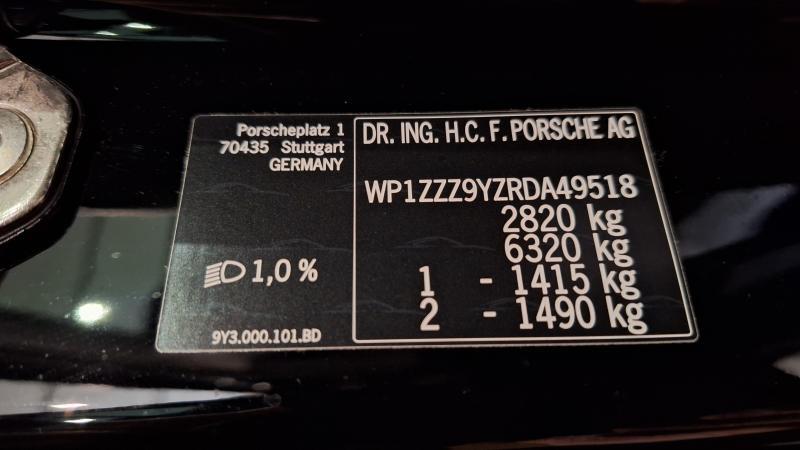 Porscheplatz 1
70435 Stuttgart
GERMANY
1,0 %
9Y3.000.101.BD
DR. ING. H.C. F. PORSCHE AG
WP1ZZZ9YZRDA49518
2820 kg
6320 kg
1 - 1415 kg
2 - 1490 kg